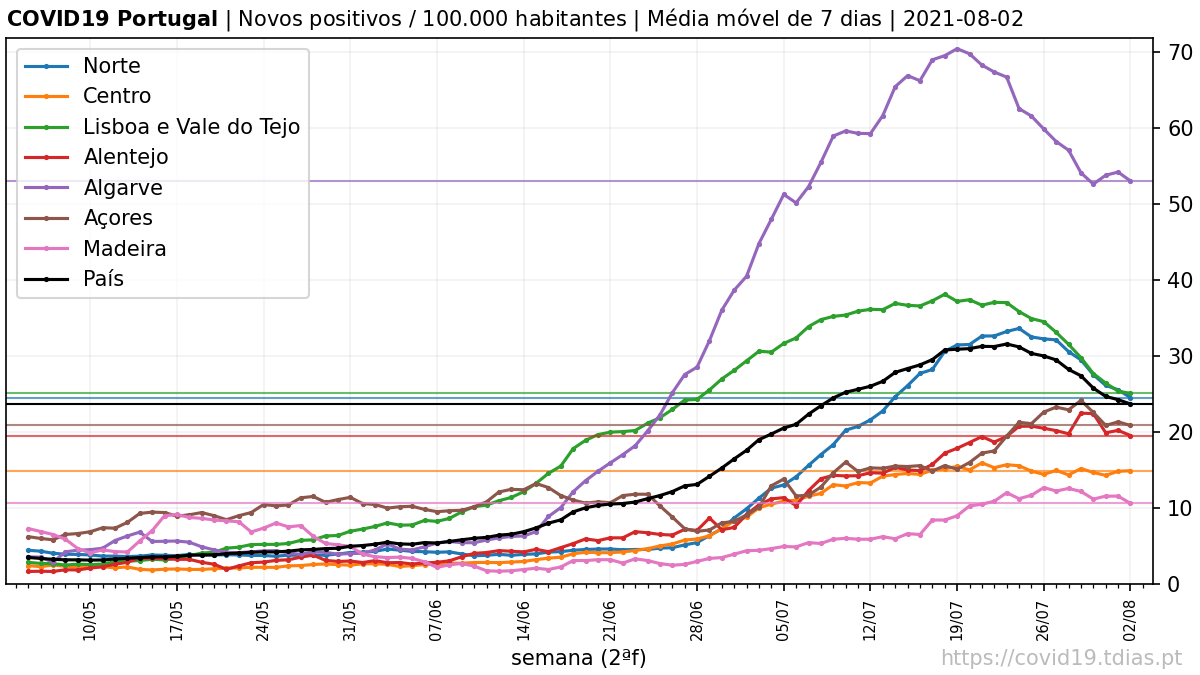 COVID19 Portugal | Novos positivos / 100.000 habitantes | Média móvel de 7 dias | 2021-08-02
Norte
Centro
Lisboa e Vale do Tejo
Alentejo
Algarve
Açores
Madeira
País
70
60
50
40
30
20
10
0
10/05 17/05 24/05 31/05 07/06 14/06 21/06 28/06 05/07 12/07 19/07 26/07 02/08
semana (2ªf)
https://covid19.tdias.pt